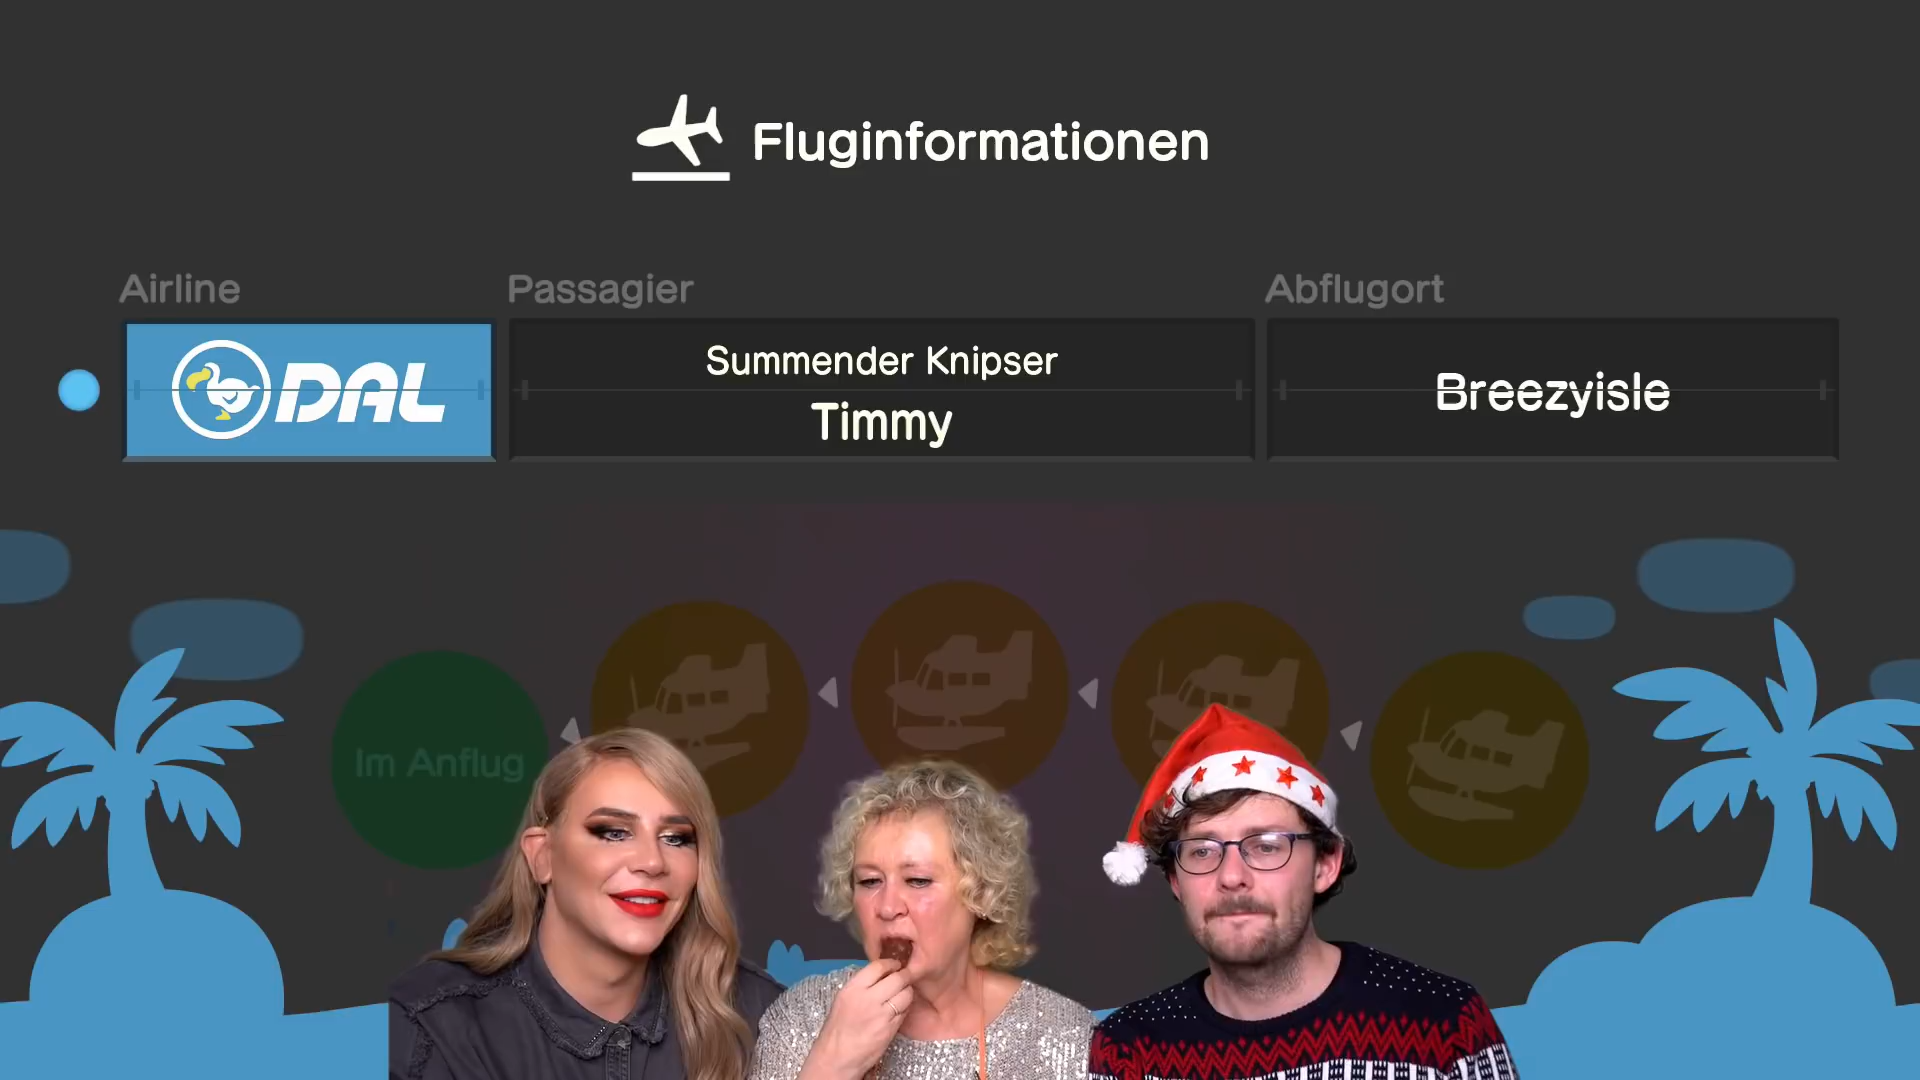 Fluginformationen
Airline
Passagier
Abflugort
DAL
Summender Knipser
Timmy
Breezyisle
Im Anflug